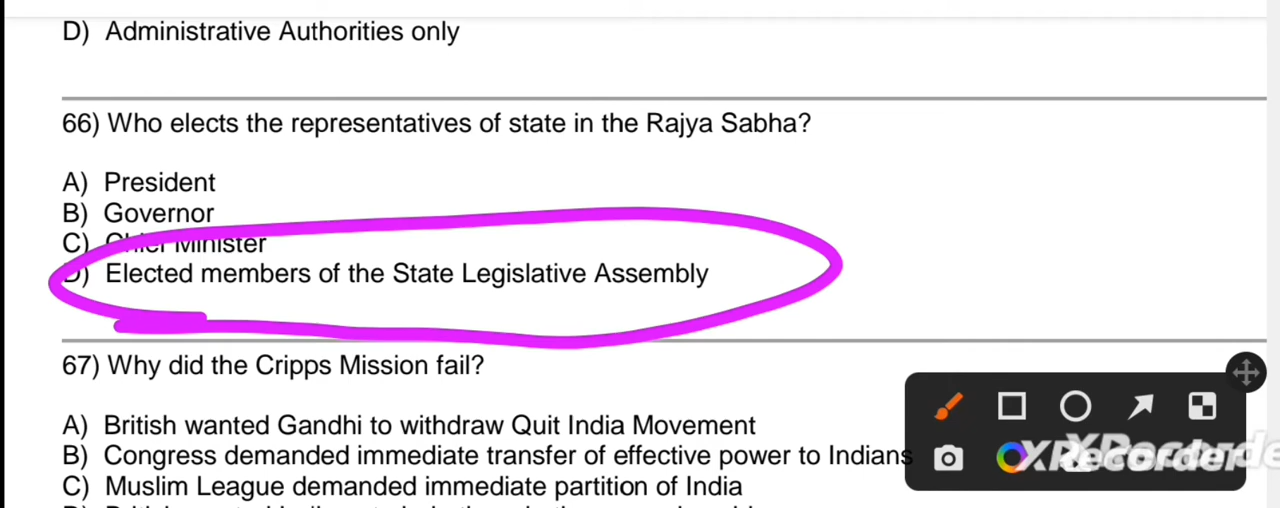 D) Administrative Authorities only
66) Who elects the representatives of state in the Rajya Sabha?
A) President
B) Governor
C) Chief Minister
D) Elected members of the State Legislative Assembly
67) Why did the Cripps Mission fail?
A) British wanted Gandhi to withdraw Quit India Movement
B) Congress demanded immediate transfer of effective power to Indians
C) Muslim League demanded immediate partition of India
XRecorder